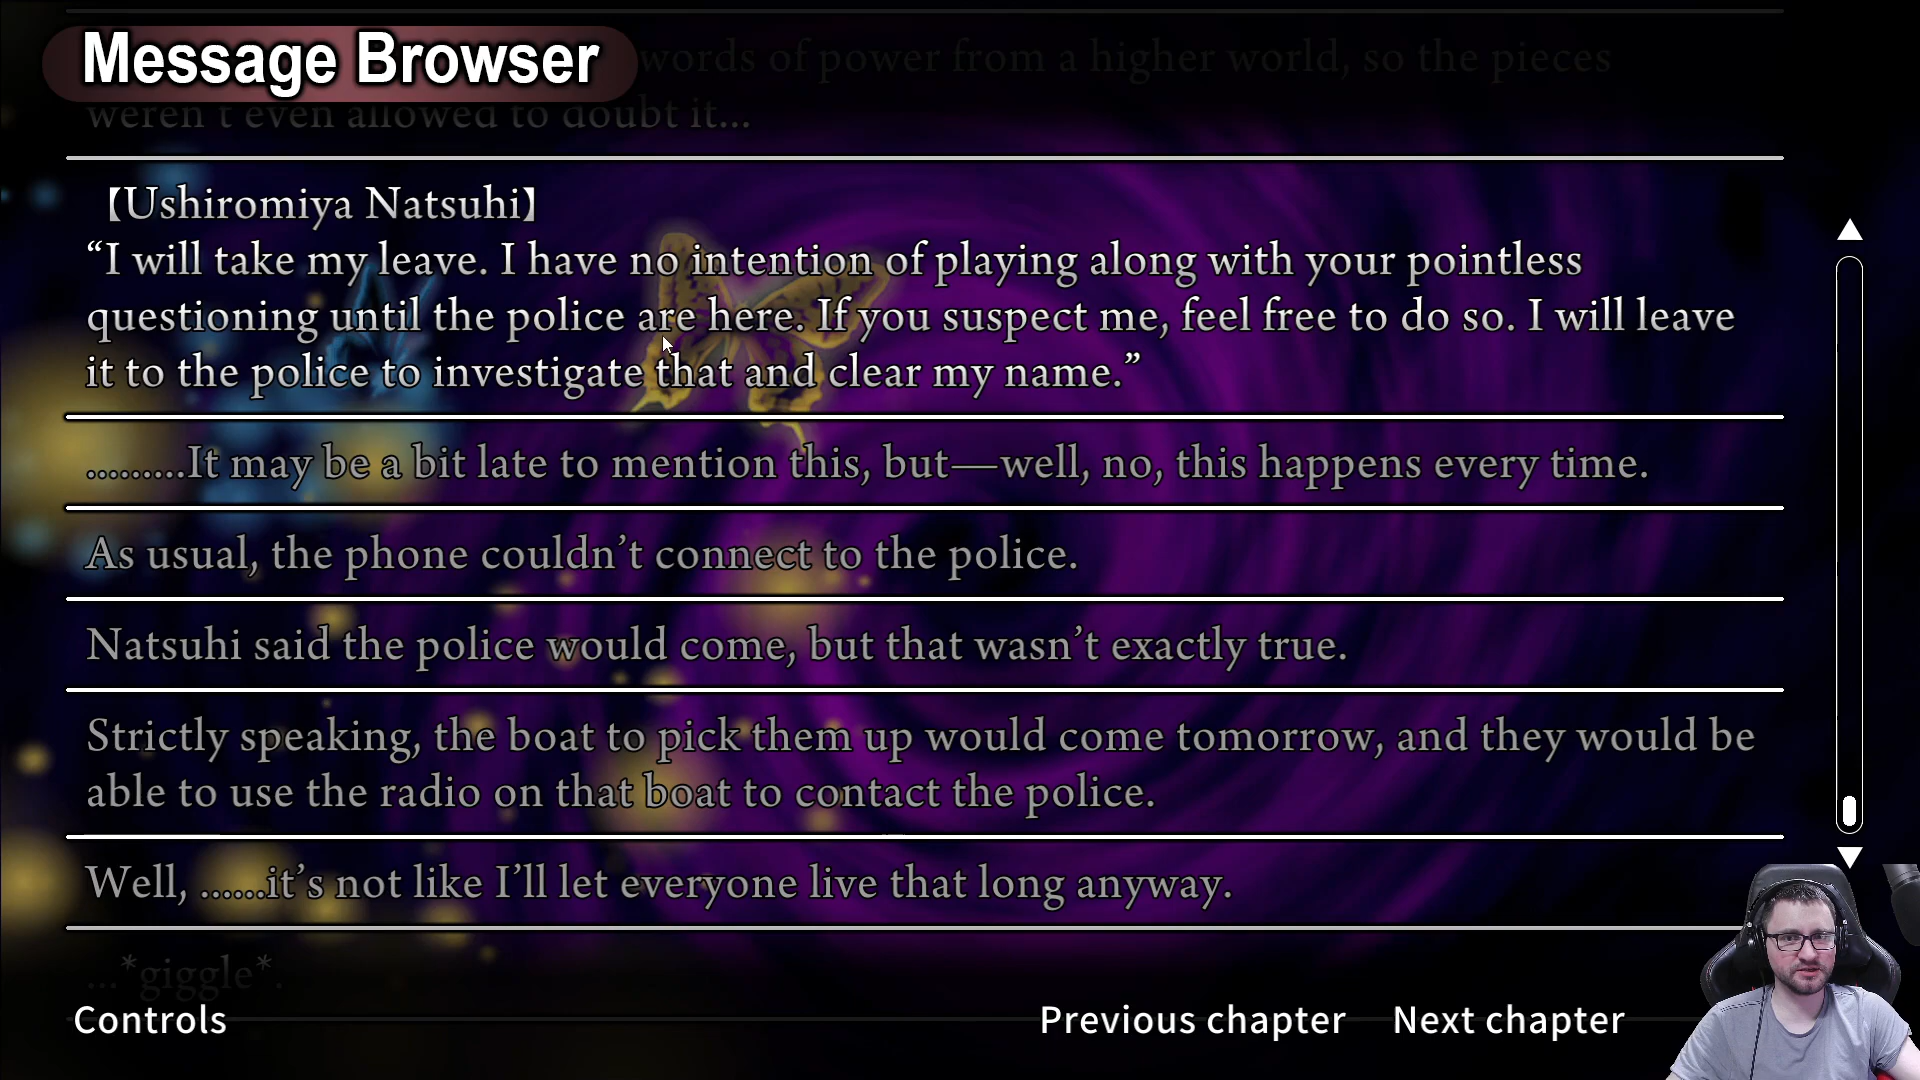 Message Browser
words of power from a higher world, so the pieces
weren't even allowed to doubt it...
【Ushiromiya Natsuhi】
“I will take my leave. I have no intention of playing along with your pointless
questioning until the police are here. If you suspect me, feel free to do so. I will leave
it to the police to investigate that and clear my name.”
.........It may be a bit late to mention this, but—well, no, this happens every time.
As usual, the phone couldn’t connect to the police.
Natsuhi said the police would come, but that wasn’t exactly true.
Strictly speaking, the boat to pick them up would come tomorrow, and they would be
able to use the radio on that boat to contact the police.
Well, ......it’s not like I’ll let everyone live that long anyway.
...*giggle*.
Controls
Previous chapter
Next chapter